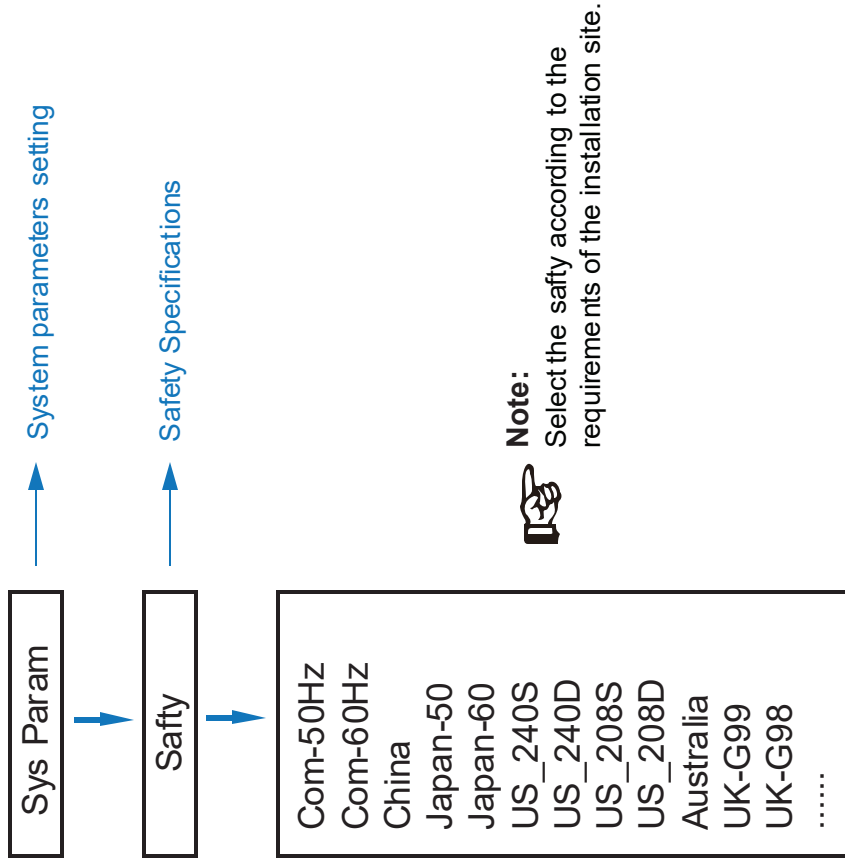 Sys Param
System parameters setting
Safty
Safety Specifications
Com-50Hz
Com-60Hz
China
Japan-50
Japan-60
US_240S
US_240D
US_208S
US_208D
Australia
UK-G99
UK-G98
......
Note:
Select the safty according to the
requirements of the installation site.